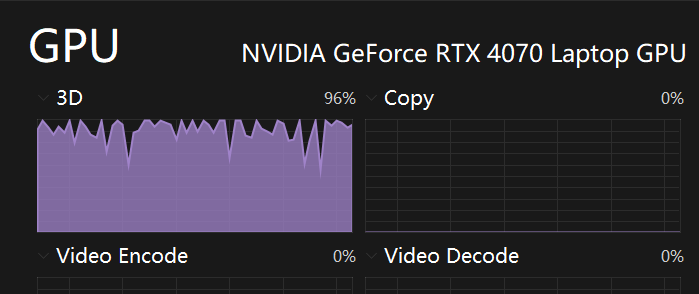 GPU
NVIDIA GeForce RTX 4070 Laptop GPU
3D 96%
Copy 0%
Video Encode 0%
Video Decode 0%